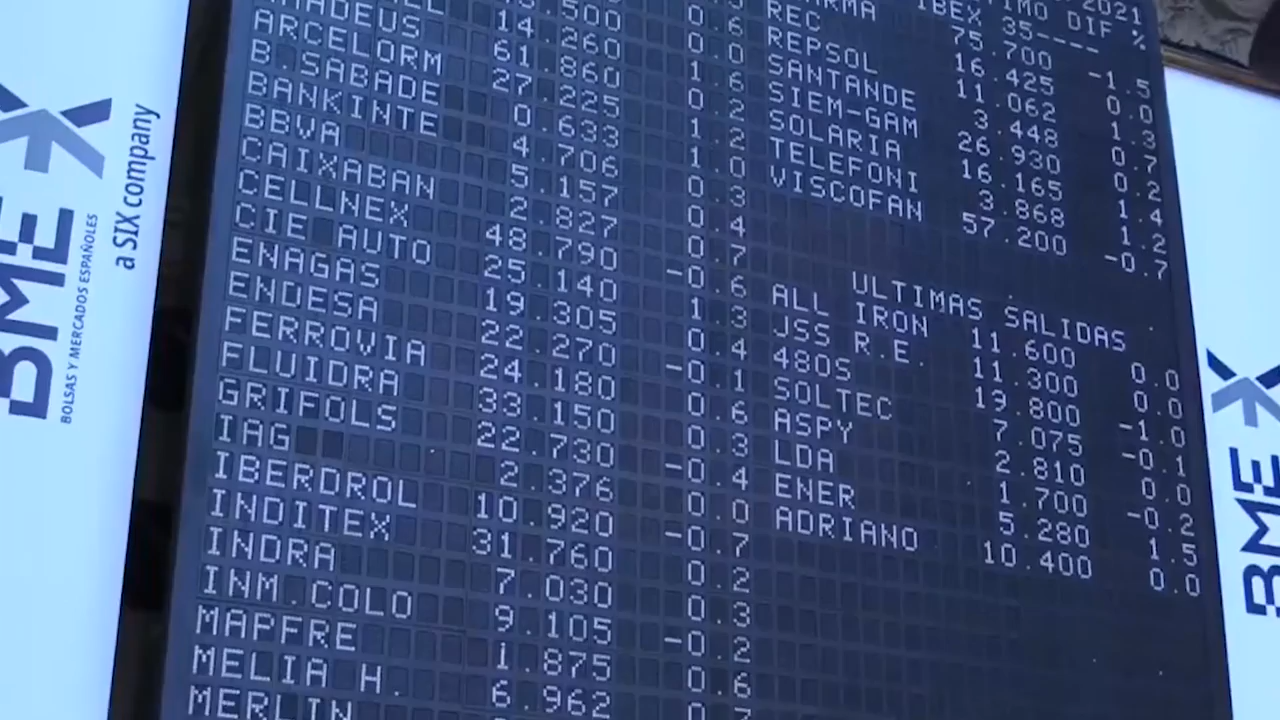 ELL 14.260 1.6
AMADEUS 61.860 0.2
ARCELORM 27.225 1.2
B.SABADE 0.633 1.0
BANKINTE 4.706 0.3
BBVA 5.157 0.4
CAIXABAN 2.827 0.7
CELLNEX 48.790 -0.6
CIE AUTO 25.140 1.3
ENAGAS 19.305 0.4
ENDESA 22.270 -0.1
FERROVIA 24.180 0.6
FLUIDRA 33.150 0.3
GRIFOLS 22.730 -0.4
IAG 2.376 0.0
IBERDROL 10.920 -0.7
INDITEX 31.760 0.2
INDRA 7.030 0.3
INM COLO 9.105 -0.2
MAPFRE 1.875 0.6
MELIA H. 6.962 0.7
MERLIN
2021
IBEX 35---- DIF %
75.700 -1.5
REC 16.425 0.0
REPSOL 11.062 1.3
SANTANDE 3.448 0.7
SIEM-GAM 26.930 0.2
SOLARIA 16.165 1.4
TELEFONI 3.868 1.2
VISCOFAN 57.200 -0.7
ULTIMAS SALIDAS
ALL IRON 11.600 0.0
JSS R.E. 11.300 0.0
480S 19.800 -1.0
SOLTEC 7.075 -0.1
ASPY 2.810 0.0
LDA 1.700 -0.2
ENER 5.280 1.5
ADRIANO 10.400 0.0
BME X
BOLSAS Y MERCADOS ESPAÑOLES
a SIX company
BME X